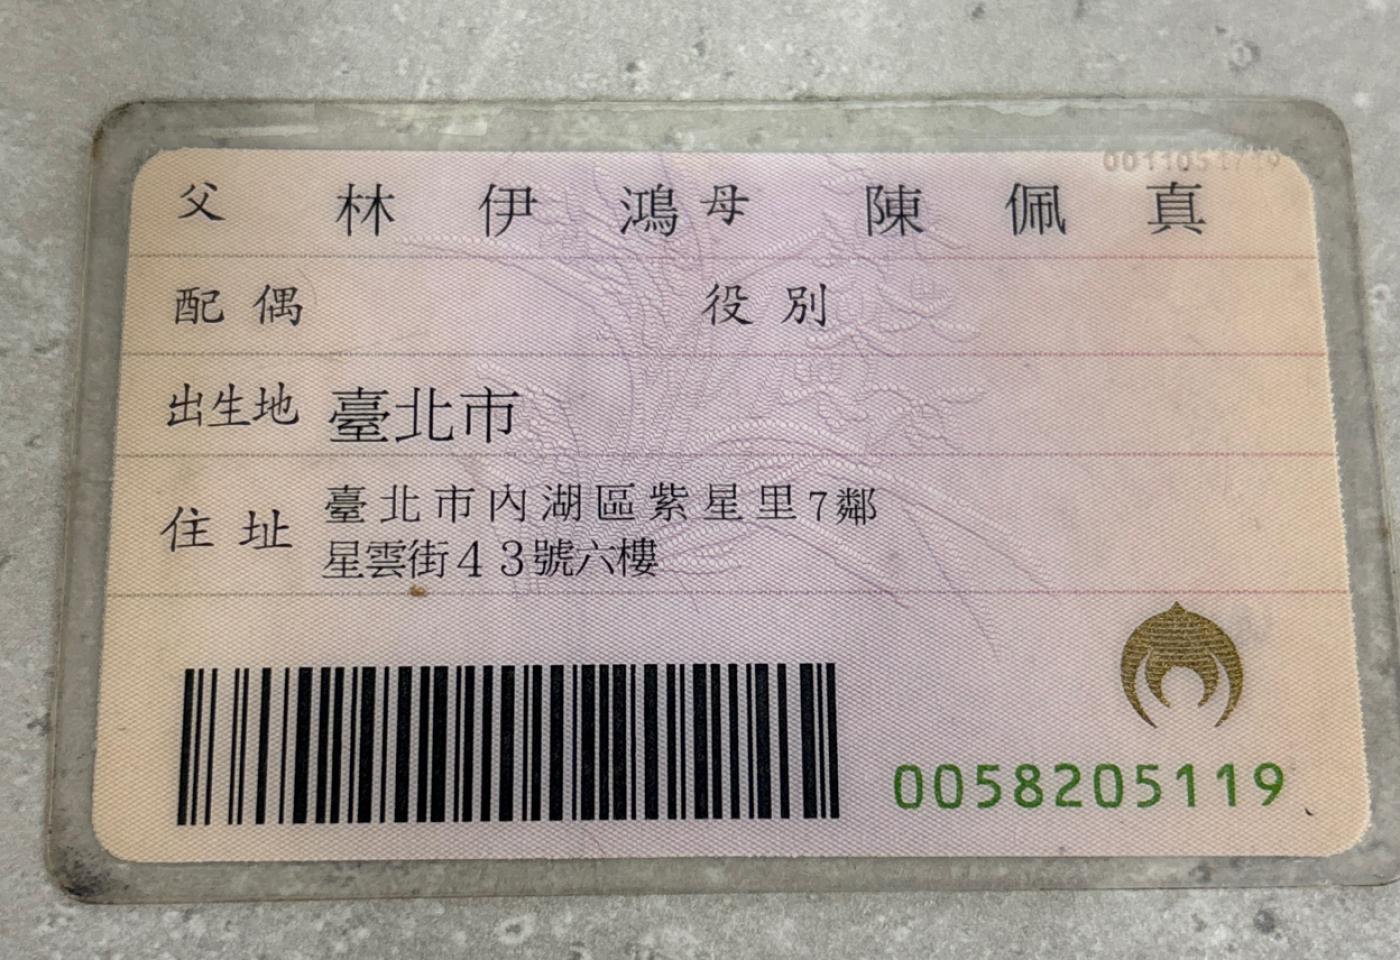 父 林伊鴻 母 陳佩真
配偶 役別
出生地 臺北市
住址 臺北市內湖區紫星里7鄰
星雲街43號六樓
0058205119